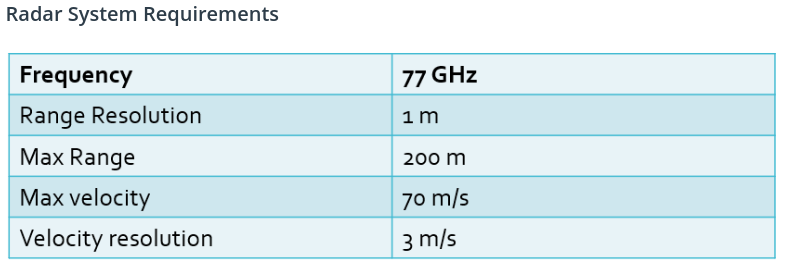 Radar System Requirements
Frequency 77 GHz
Range Resolution 1 m
Max Range 200 m
Max velocity 70 m/s
Velocity resolution 3 m/s